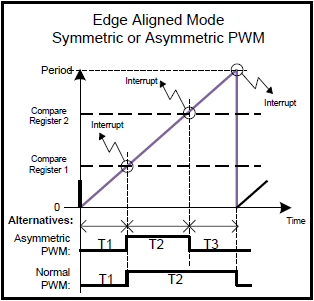 Edge Aligned Mode
Symmetric or Asymmetric PWM
Period
Interrupt
Interrupt
Compare
Register 2
Interrupt
Compare
Register 1
0
Time
Alternatives:
Asymmetric
PWM:
T1
T2
T3
Normal
PWM:
T1
T2